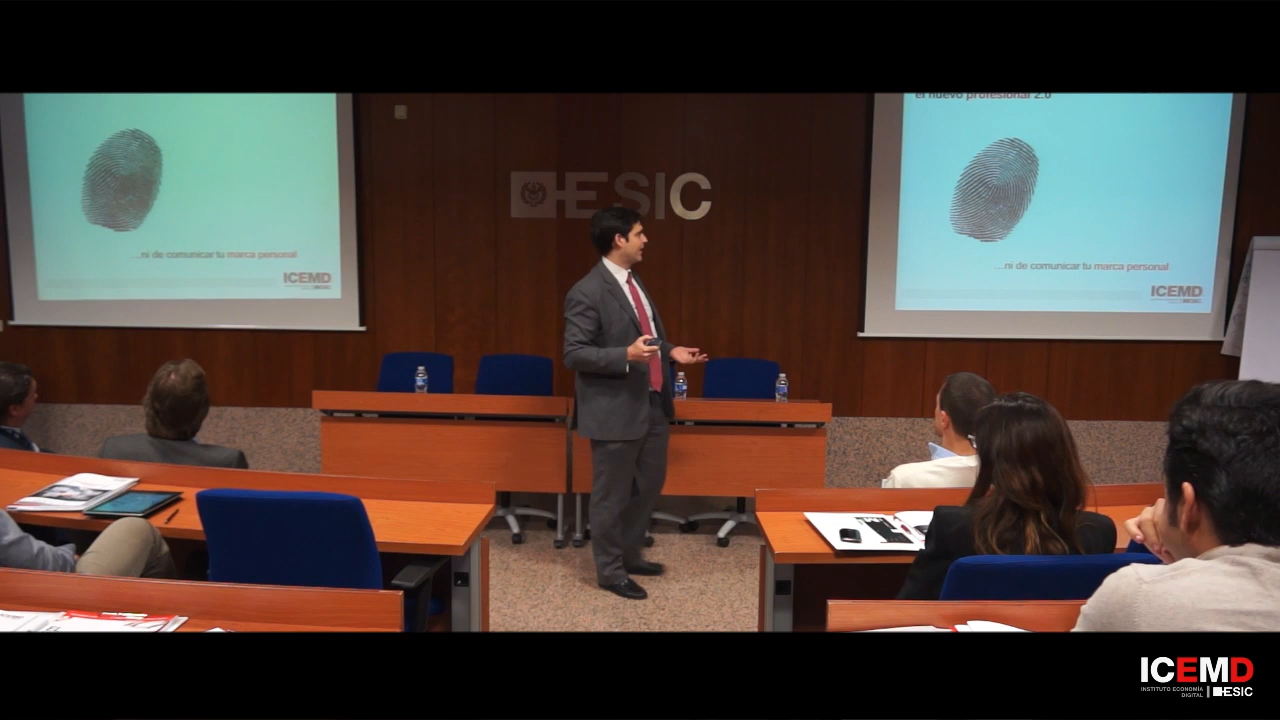 el nuevo profesional 2.0
...ni de comunicar tu marca personal
ICEMD
ESIC
...ni de comunicar tu marca personal
ICEMD
ICEMD
INSTITUTO ECONOMÍA
DIGITAL
ESIC